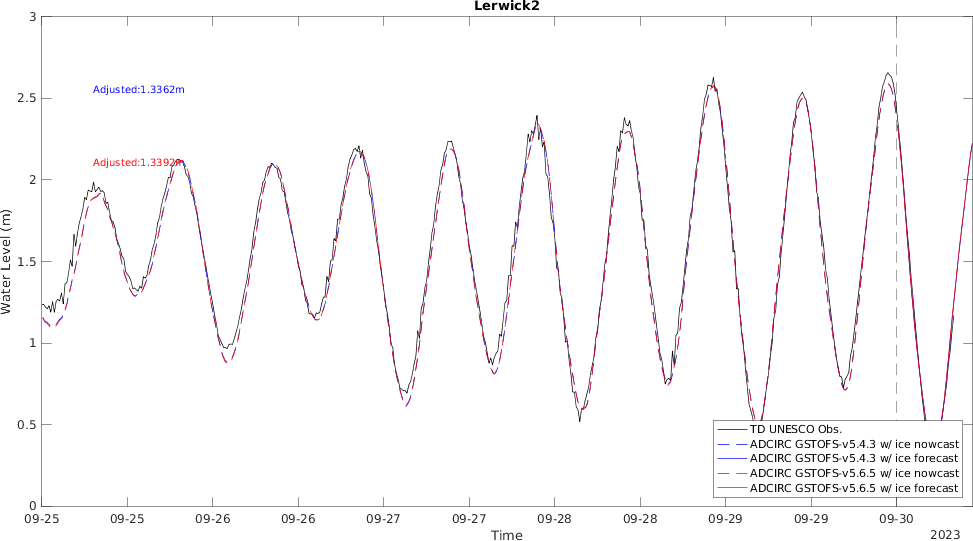 Lerwick2
3
2.5
2
1.5
1
0.5
0
Water Level (m)
Adjusted:1.3362m
Adjusted:1.3392m
TD UNESCO Obs.
ADCIRC GSTOFS-v5.4.3 w/ ice nowcast
ADCIRC GSTOFS-v5.4.3 w/ ice forecast
ADCIRC GSTOFS-v5.6.5 w/ ice nowcast
ADCIRC GSTOFS-v5.6.5 w/ ice forecast
09-25 09-25 09-26 09-26 09-27 09-27 09-28 09-28 09-29 09-29 09-30
Time
2023